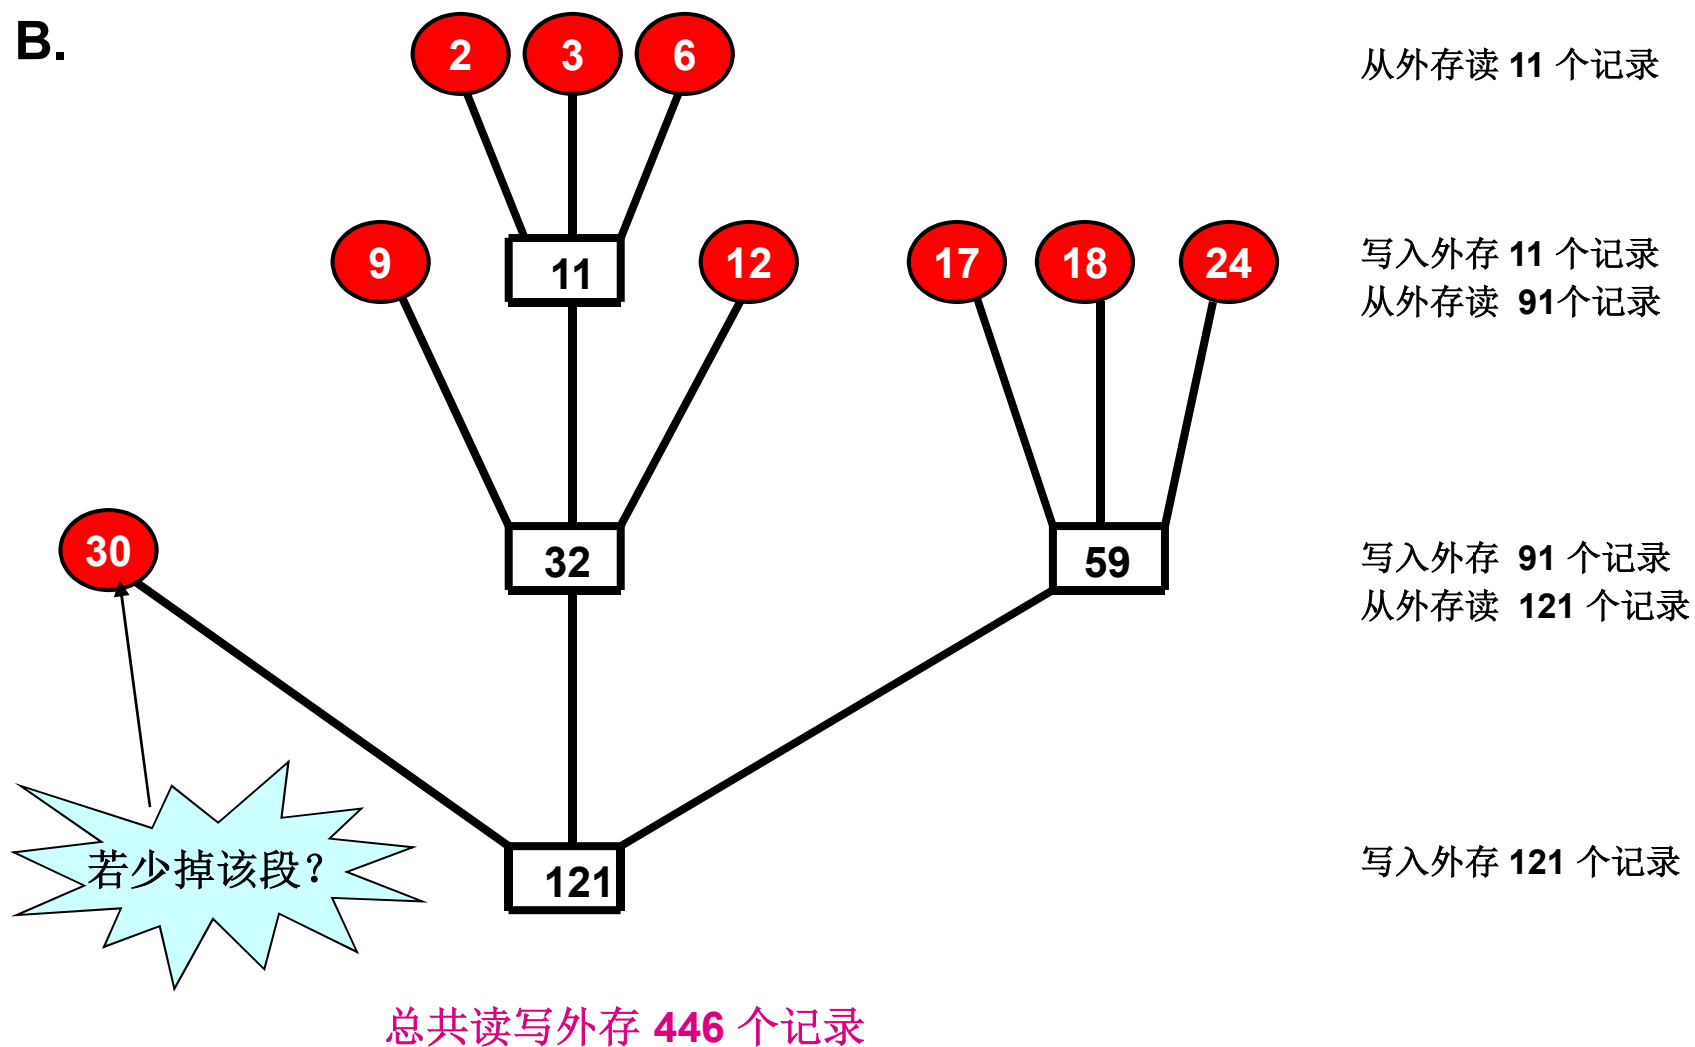 B.
2 3 6
从外存读 11 个记录
9 11 12 17 18 24
写入外存 11 个记录
从外存读 91个记录
30 32 59
写入外存 91 个记录
从外存读 121 个记录
若少掉该段?
121
写入外存 121 个记录
总共读写外存 446 个记录